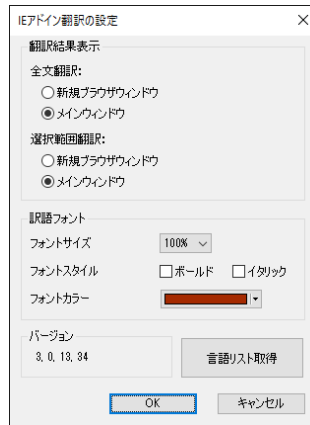 IEアドイン翻訳の設定
翻訳結果表示
全文翻訳:
新規ブラウザウィンドウ
メインウィンドウ
選択範囲翻訳:
新規ブラウザウィンドウ
メインウィンドウ
訳語フォント
フォントサイズ 100%
フォントスタイル ボールド イタリック
フォントカラー
バージョン
3, 0, 13, 34
言語リスト取得
OK キャンセル